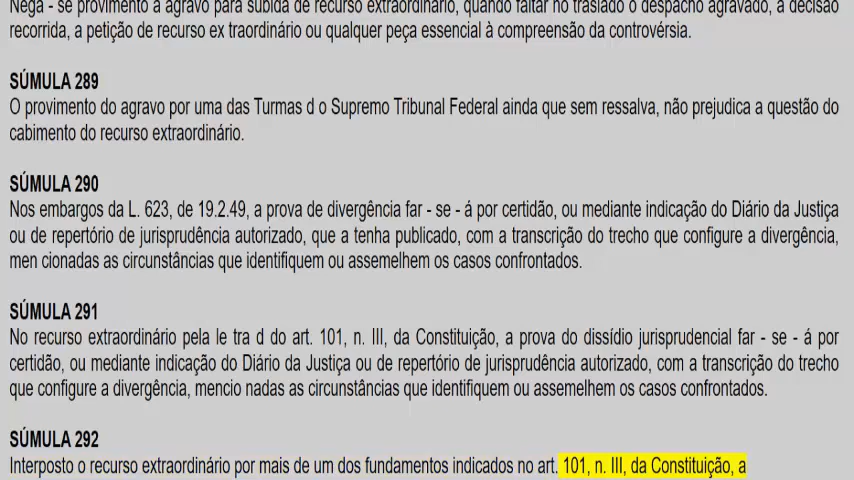 Nega - se provimento a agravo para subida de recurso extraordinário, quando faltar no traslado o despacho agravado, a decisão
recorrida, a petição de recurso ex traordinário ou qualquer peça essencial à compreensão da controvérsia.
SÚMULA 289
O provimento do agravo por uma das Turmas d o Supremo Tribunal Federal ainda que sem ressalva, não prejudica a questão do
cabimento do recurso extraordinário.
SÚMULA 290
Nos embargos da L. 623, de 19.2.49, a prova de divergência far - se - á por certidão, ou mediante indicação do Diário da Justiça
ou de repertório de jurisprudência autorizado, que a tenha publicado, com a transcrição do trecho que configure a divergência,
men cionadas as circunstâncias que identifiquem ou assemelhem os casos confrontados.
SÚMULA 291
No recurso extraordinário pela le tra d do art. 101, n. III, da Constituição, a prova do dissídio jurisprudencial far - se - á por
certidão, ou mediante indicação do Diário da Justiça ou de repertório de jurisprudência autorizado, com a transcrição do trecho
que configure a divergência, mencio nadas as circunstâncias que identifiquem ou assemelhem os casos confrontados.
SÚMULA 292
Interposto o recurso extraordinário por mais de um dos fundamentos indicados no art. 101, n. III, da Constituição, a